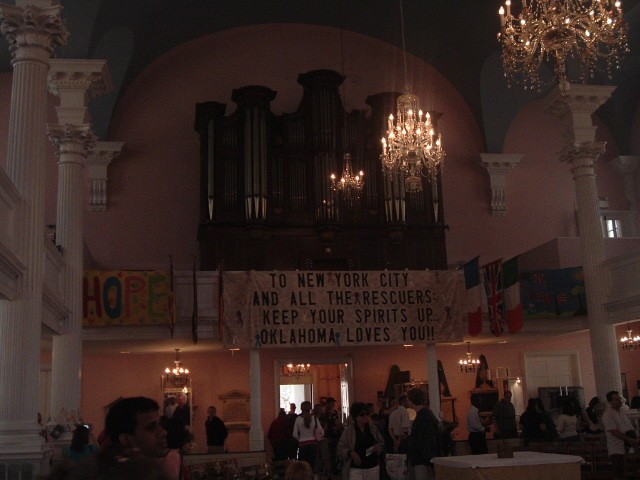 HOPE
TO NEW YORK CITY
AND ALL THE RESCUERS:
KEEP YOUR SPIRITS UP..
OKLAHOMA LOVES YOU!!